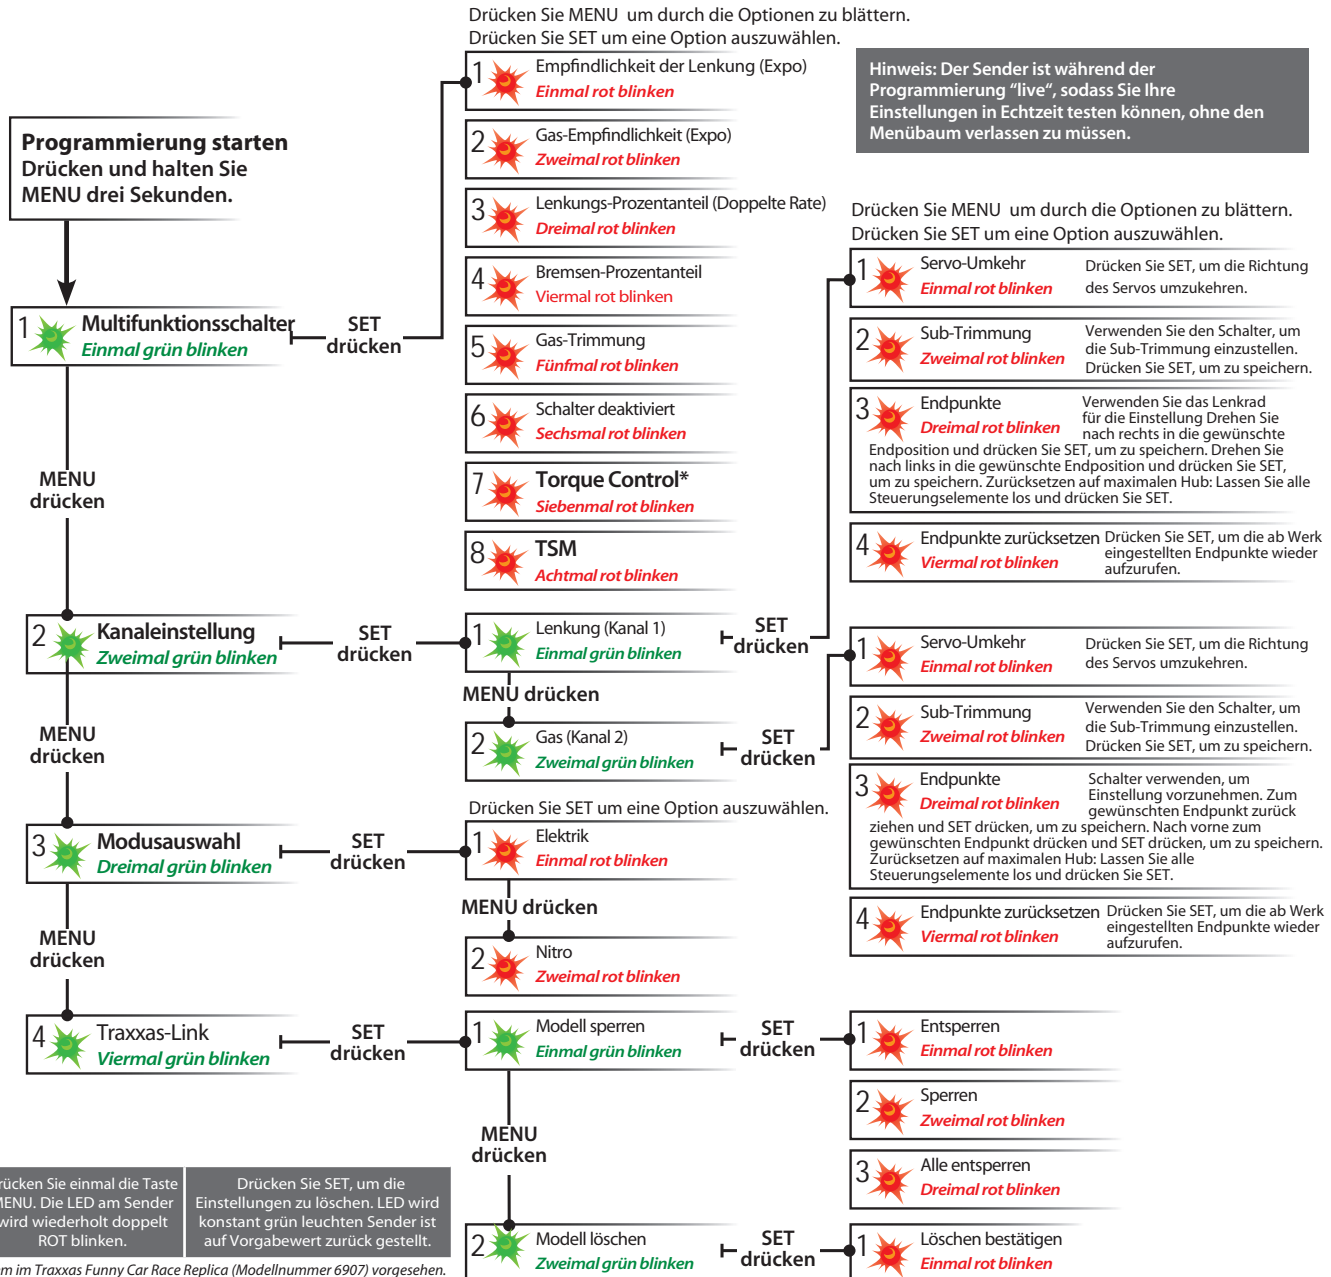 Drücken Sie MENU um durch die Optionen zu blättern.
Drücken Sie SET um eine Option auszuwählen.
Hinweis: Der Sender ist während der
Programmierung “live“, sodass Sie Ihre
Einstellungen in Echtzeit testen können, ohne den
Menübaum verlassen zu müssen.
Programmierung starten
Drücken und halten Sie
MENU drei Sekunden.
1 Multifunktionsschalter
Einmal grün blinken
SET
drücken
1 Empfindlichkeit der Lenkung (Expo)
Einmal rot blinken
2 Gas-Empfindlichkeit (Expo)
Zweimal rot blinken
3 Lenkungs-Prozentanteil (Doppelte Rate)
Dreimal rot blinken
4 Bremsen-Prozentanteil
Viermal rot blinken
5 Gas-Trimmung
Fünfmal rot blinken
6 Schalter deaktiviert
Sechsmal rot blinken
7 Torque Control*
Siebenmal rot blinken
8 TSM
Achtmal rot blinken
MENU
drücken
2 Kanaleinstellung
Zweimal grün blinken
SET
drücken
1 Lenkung (Kanal 1)
Einmal grün blinken
SET
drücken
MENU drücken
2 Gas (Kanal 2)
Zweimal grün blinken
SET
drücken
Drücken Sie MENU um durch die Optionen zu blättern.
Drücken Sie SET um eine Option auszuwählen.
1 Servo-Umkehr
Einmal rot blinken
Drücken Sie SET, um die Richtung
des Servos umzukehren.
2 Sub-Trimmung
Zweimal rot blinken
Verwenden Sie den Schalter, um
die Sub-Trimmung einzustellen.
Drücken Sie SET, um zu speichern.
3 Endpunkte
Dreimal rot blinken
Verwenden Sie das Lenkrad
für die Einstellung Drehen Sie
nach rechts in die gewünschte
Endposition und drücken Sie SET, um zu speichern. Drehen Sie
nach links in die gewünschte Endposition und drücken Sie SET,
um zu speichern. Zurücksetzen auf maximalen Hub: Lassen Sie alle
Steuerungselemente los und drücken Sie SET.
4 Endpunkte zurücksetzen
Viermal rot blinken
Drücken Sie SET, um die ab Werk
eingestellten Endpunkte wieder
aufzurufen.
1 Servo-Umkehr
Einmal rot blinken
Drücken Sie SET, um die Richtung
des Servos umzukehren.
2 Sub-Trimmung
Zweimal rot blinken
Verwenden Sie den Schalter, um
die Sub-Trimmung einzustellen.
Drücken Sie SET, um zu speichern.
3 Endpunkte
Dreimal rot blinken
Schalter verwenden, um
Einstellung vorzunehmen. Zum
gewünschten Endpunkt zurück
ziehen und SET drücken, um zu speichern. Nach vorne zum
gewünschten Endpunkt drücken und SET drücken, um zu speichern.
Zurücksetzen auf maximalen Hub: Lassen Sie alle
Steuerungselemente los und drücken Sie SET.
4 Endpunkte zurücksetzen
Viermal rot blinken
Drücken Sie SET, um die ab Werk
eingestellten Endpunkte wieder
aufzurufen.
MENU
drücken
3 Modusauswahl
Dreimal grün blinken
SET
drücken
Drücken Sie SET um eine Option auszuwählen.
1 Elektrik
Einmal rot blinken
MENU drücken
2 Nitro
Zweimal rot blinken
MENU
drücken
4 Traxxas-Link
Viermal grün blinken
SET
drücken
1 Modell sperren
Einmal grün blinken
SET
drücken
1 Entsperren
Einmal rot blinken
2 Sperren
Zweimal rot blinken
3 Alle entsperren
Dreimal rot blinken
MENU
drücken
2 Modell löschen
Zweimal grün blinken
SET
drücken
1 Löschen bestätigen
Einmal rot blinken
rücken Sie einmal die Taste
MENU. Die LED am Sender
wird wiederholt doppelt
ROT blinken.
Drücken Sie SET, um die
Einstellungen zu löschen. LED wird
konstant grün leuchten Sender ist
auf Vorgabewert zurück gestellt.
em im Traxxas Funny Car Race Replica (Modellnummer 6907) vorgesehen.